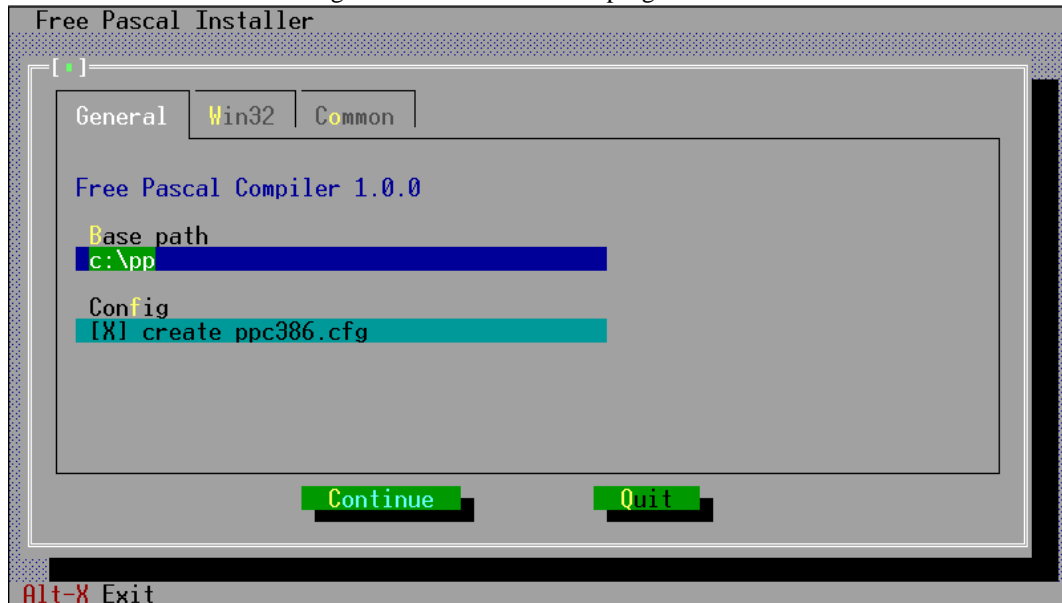 Free Pascal Installer
[▪]
General Win32 Common
Free Pascal Compiler 1.0.0
Base path
c:\pp
Config
[X] create ppc386.cfg
Continue Quit
Alt-X Exit